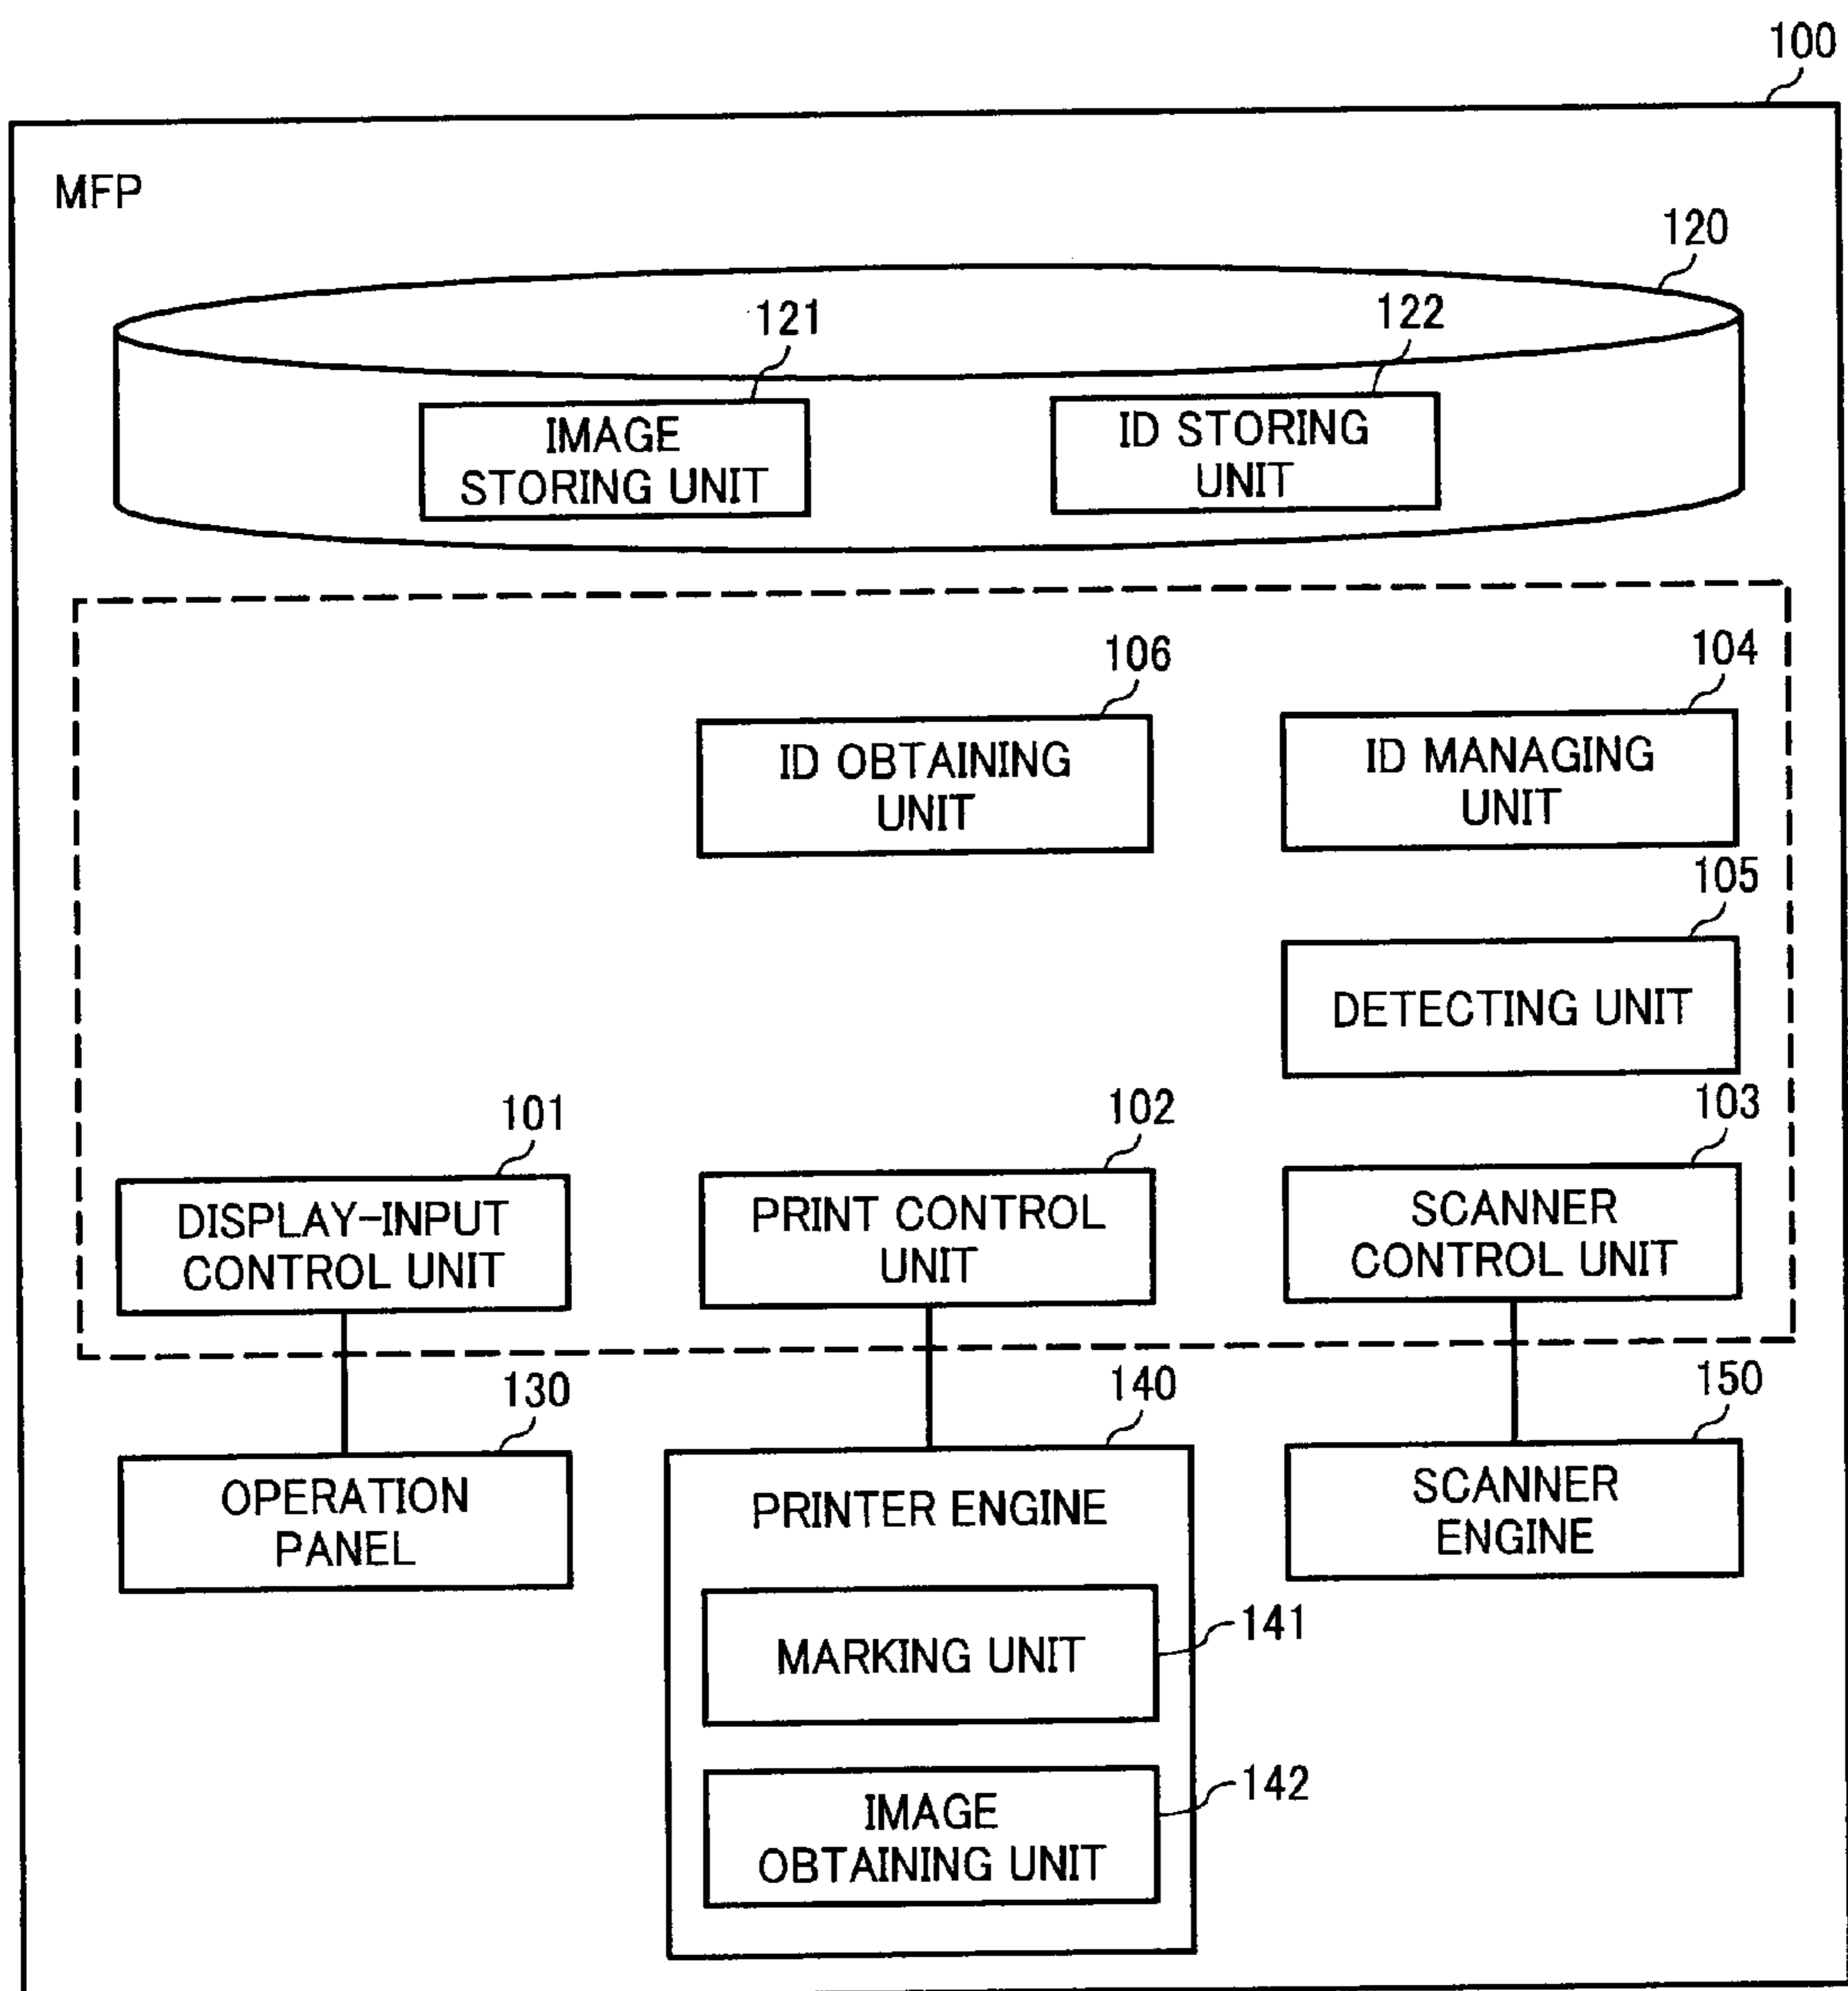 100
MFP
120
121
122
IMAGE
STORING UNIT
ID STORING
UNIT
106
104
ID OBTAINING
UNIT
ID MANAGING
UNIT
105
DETECTING UNIT
101
102
103
DISPLAY-INPUT
CONTROL UNIT
PRINT CONTROL
UNIT
SCANNER
CONTROL UNIT
130
140
150
OPERATION
PANEL
PRINTER ENGINE
SCANNER
ENGINE
MARKING UNIT
141
IMAGE
OBTAINING UNIT
142